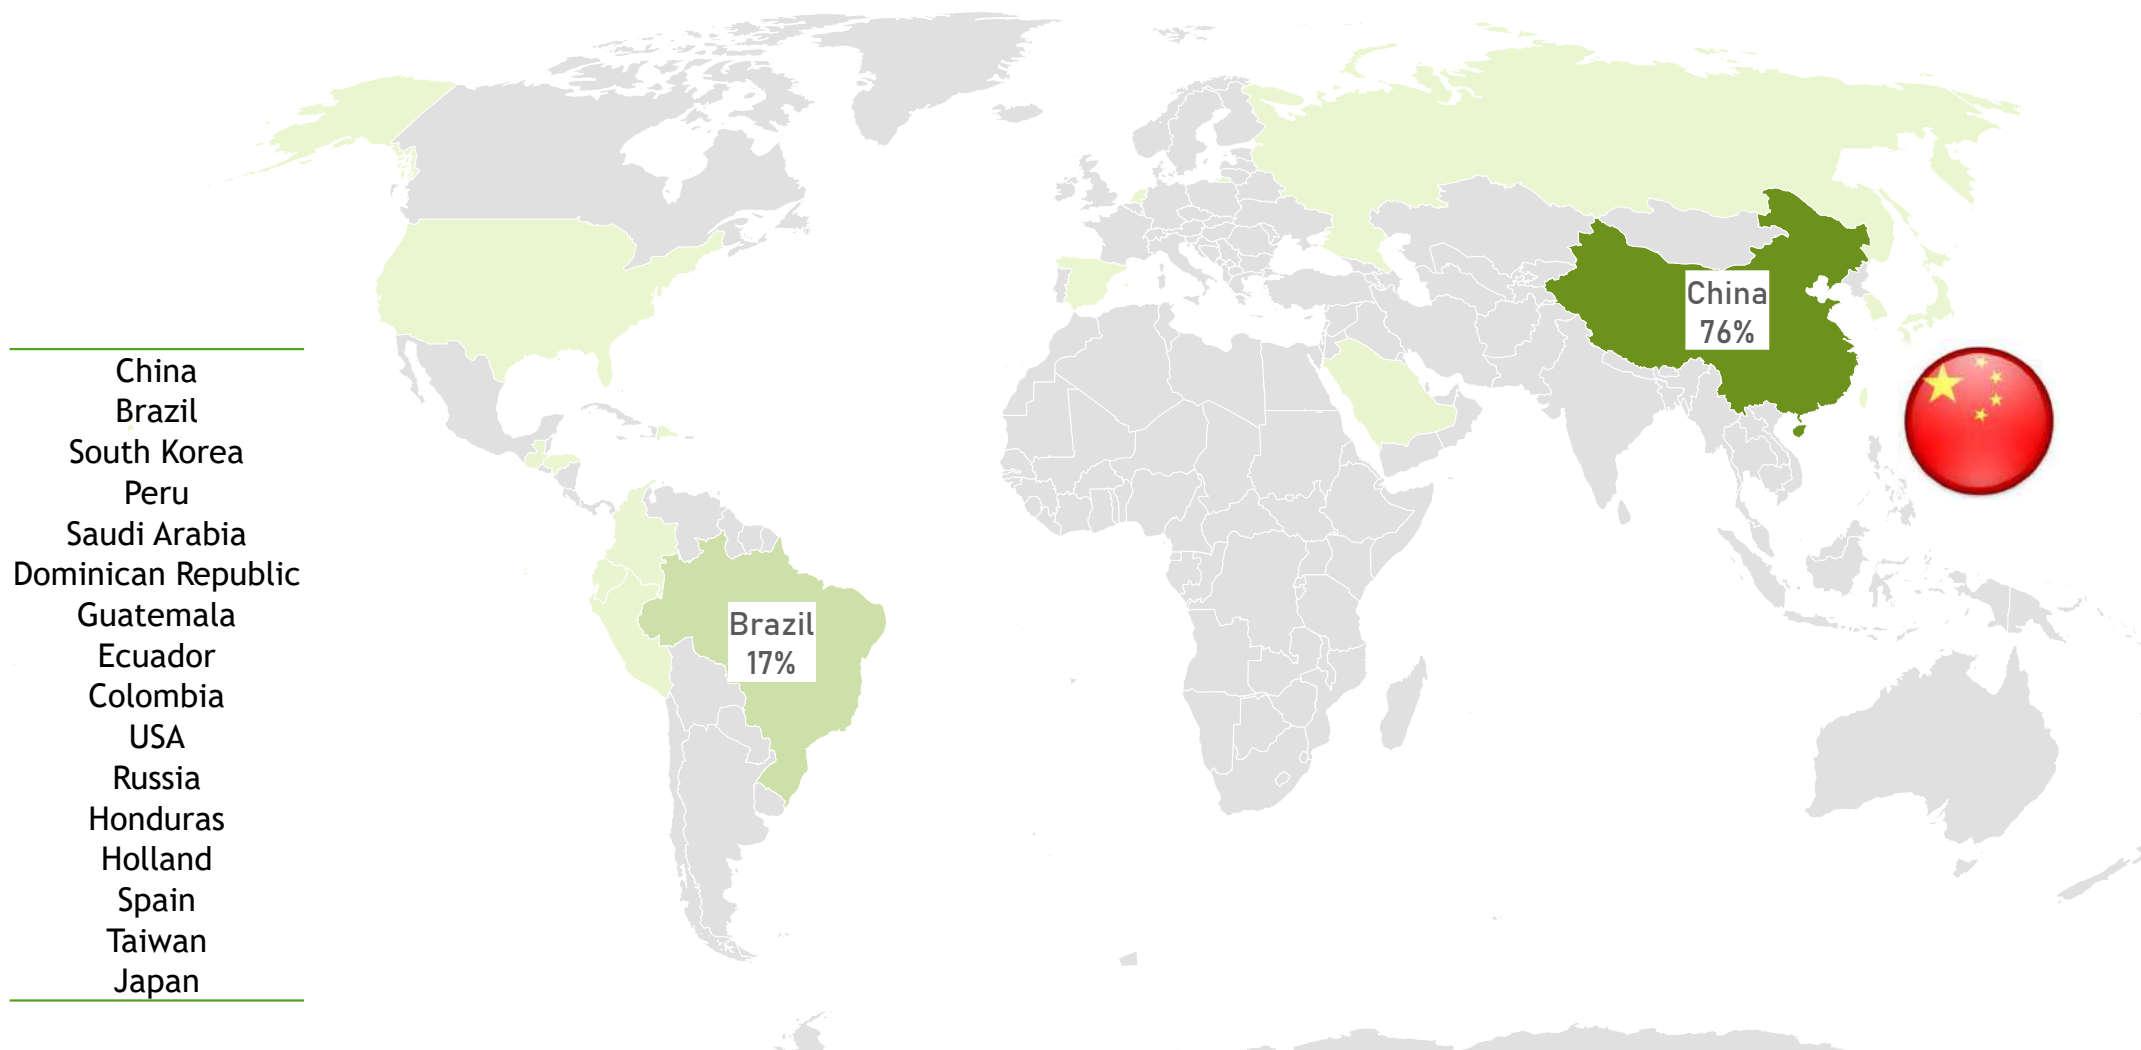 China
Brazil
South Korea
Peru
Saudi Arabia
Dominican Republic
Guatemala
Ecuador
Colombia
USA
Russia
Honduras
Holland
Spain
Taiwan
Japan
China
76%
Brazil
17%